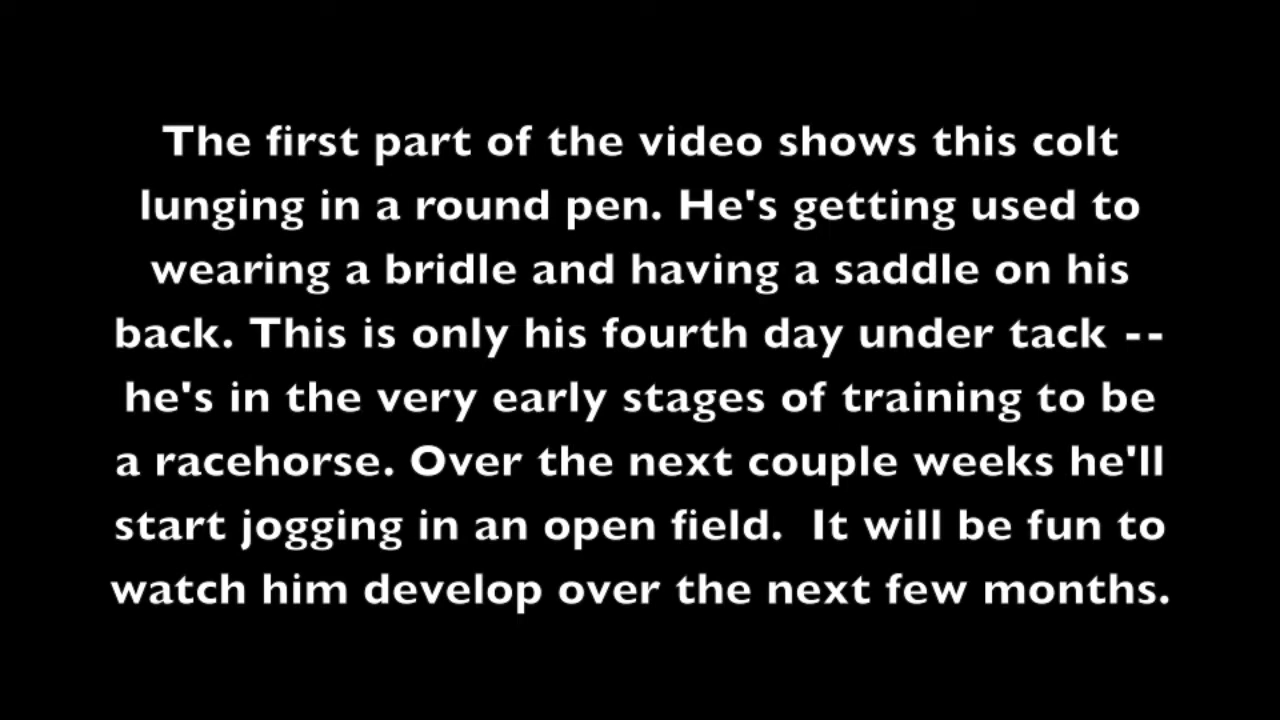 The first part of the video shows this colt
lunging in a round pen. He's getting used to
wearing a bridle and having a saddle on his
back. This is only his fourth day under tack --
he's in the very early stages of training to be
a racehorse. Over the next couple weeks he'll
start jogging in an open field.  It will be fun to
watch him develop over the next few months.